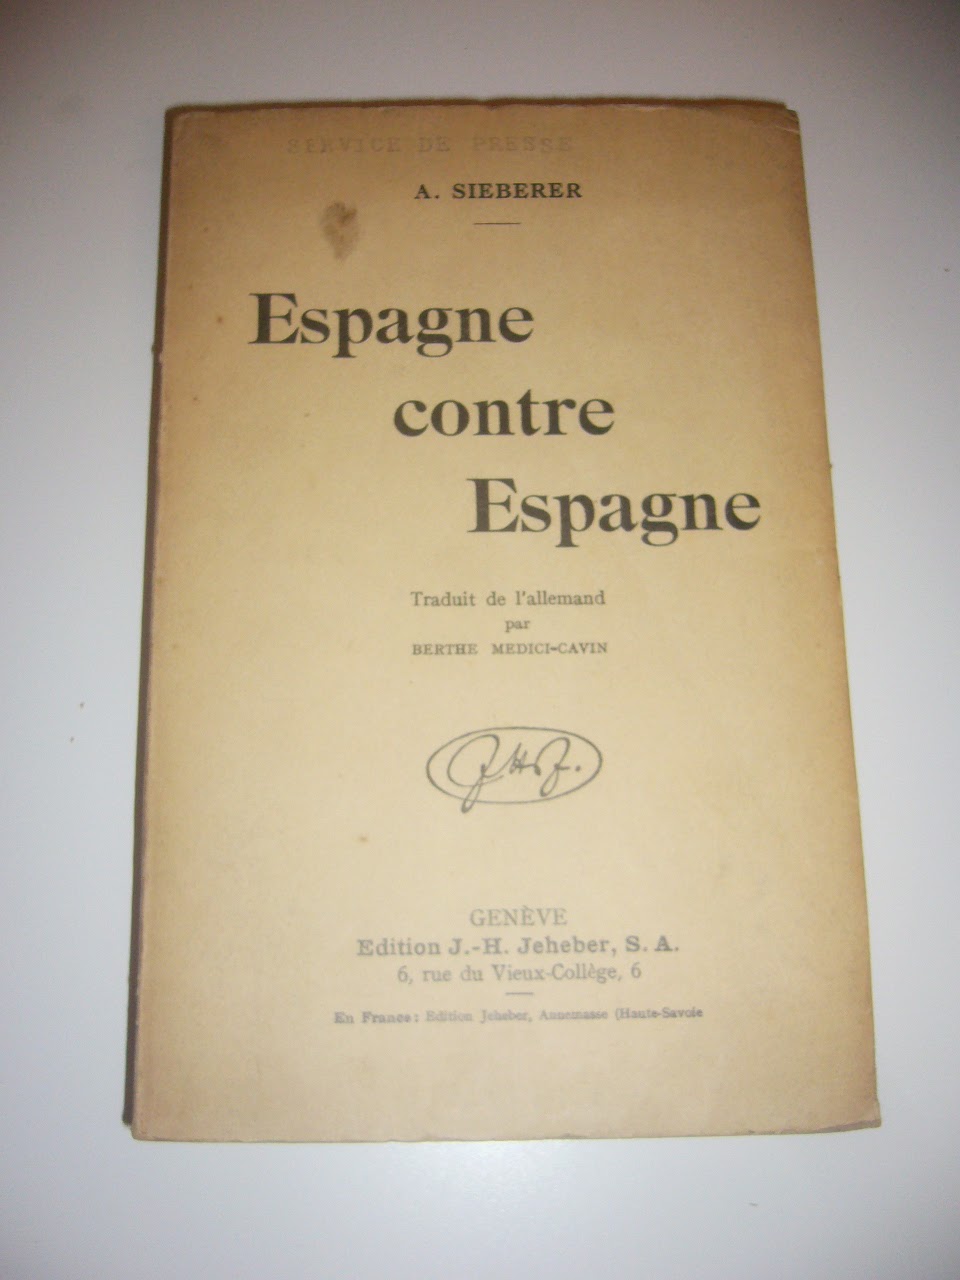 SERVICE DE PRESSE
A. SIEBERER
Espagne
contre
Espagne
Traduit de l'allemand
par
BERTHE MEDICI-CAVIN
J.H.J.
GENÈVE
Edition J.-H. Jeheber, S. A.
6, rue du Vieux-Collège, 6
En France: Edition Jeheber, Annemasse (Haute-Savoie